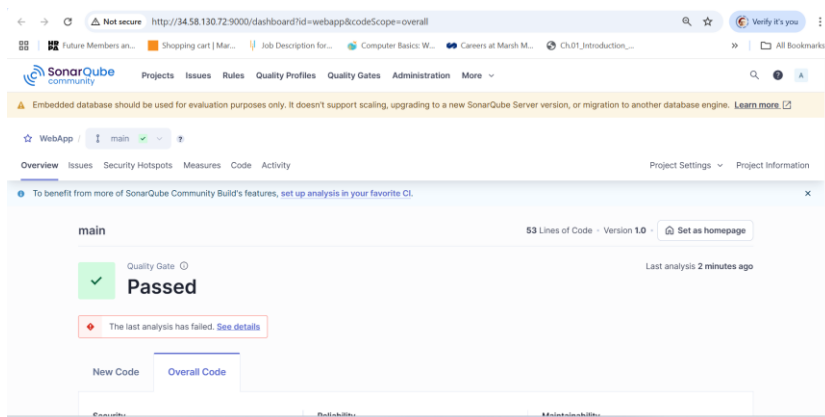 Not secure http://34.58.130.72:9000/dashboard?id=webapp&codeScope=overall Verify it's you
Future Members an... Shopping cart | Mar... Job Description for... Computer Basics: W... Careers at Marsh M... Ch.01_Introduction_... » All Bookmarks
SonarQube community Projects Issues Rules Quality Profiles Quality Gates Administration More A
Embedded database should be used for evaluation purposes only. It doesn't support scaling, upgrading to a new SonarQube Server version, or migration to another database engine. Learn more
WebApp / main ?
Overview Issues Security Hotspots Measures Code Activity Project Settings Project Information
To benefit from more of SonarQube Community Build's features, set up analysis in your favorite CI.
main 53 Lines of Code · Version 1.0 · Set as homepage
Quality Gate Last analysis 2 minutes ago
Passed
The last analysis has failed. See details
New Code Overall Code
Security Reliability Maintainability